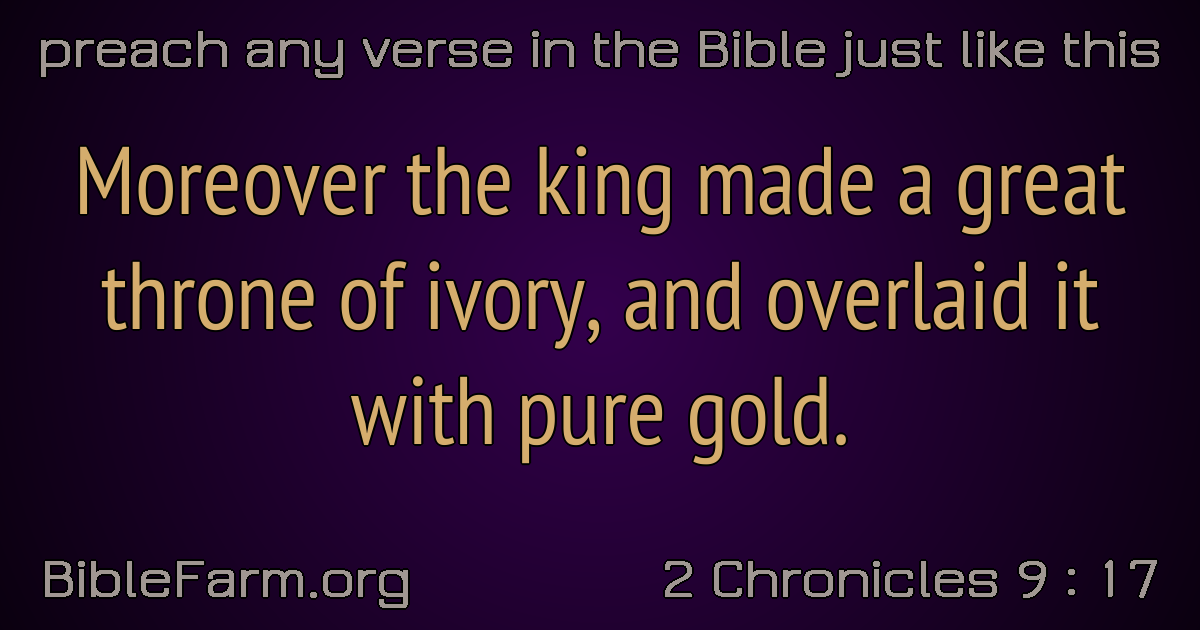 preach any verse in the Bible just like this
Moreover the king made a great
throne of ivory, and overlaid it
with pure gold.
BibleFarm.org
2 Chronicles 9 : 17